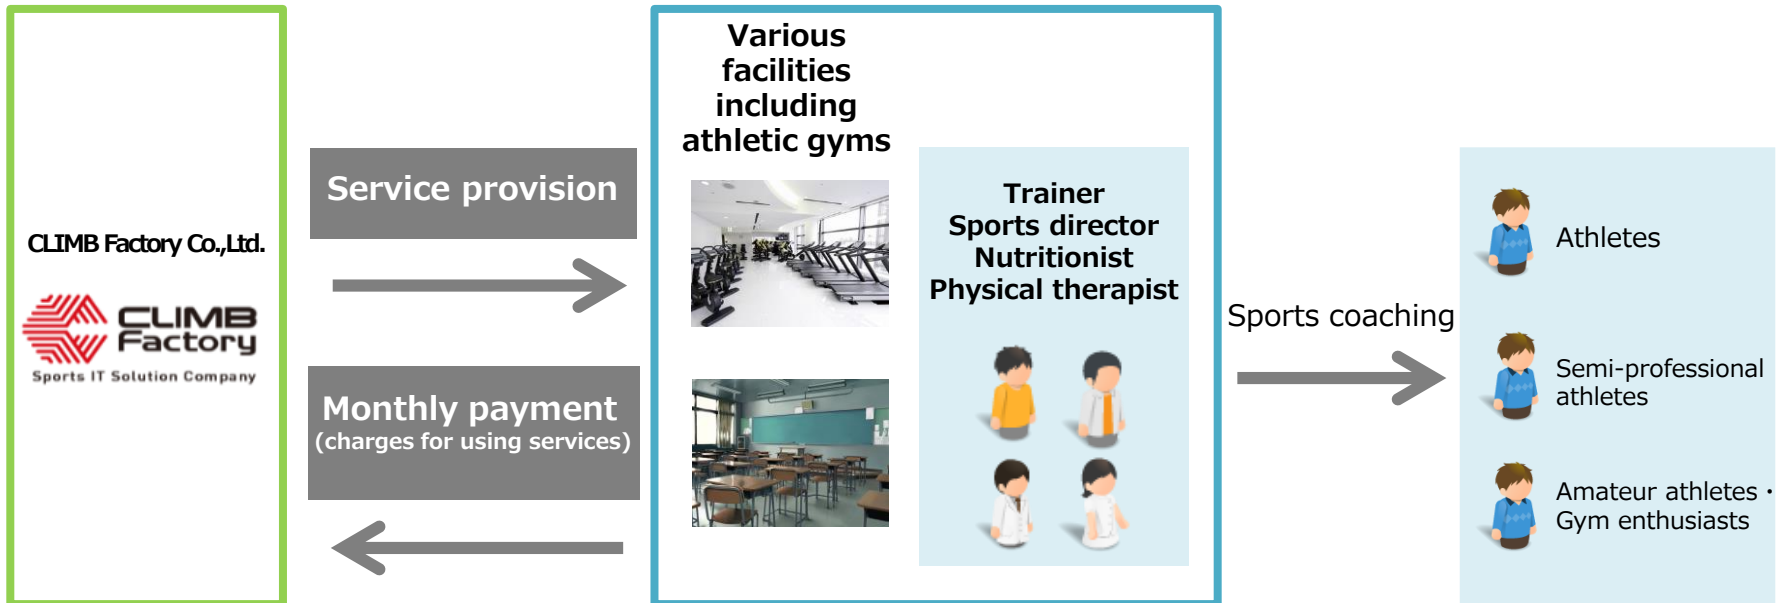 CLIMB Factory Co.,Ltd.
CLIMB
Factory
Sports IT Solution Company
Service provision
Monthly payment
(charges for using services)
Various
facilities
including
athletic gyms
Trainer
Sports director
Nutritionist
Physical therapist
Sports coaching
Athletes
Semi-professional
athletes
Amateur athletes・
Gym enthusiasts